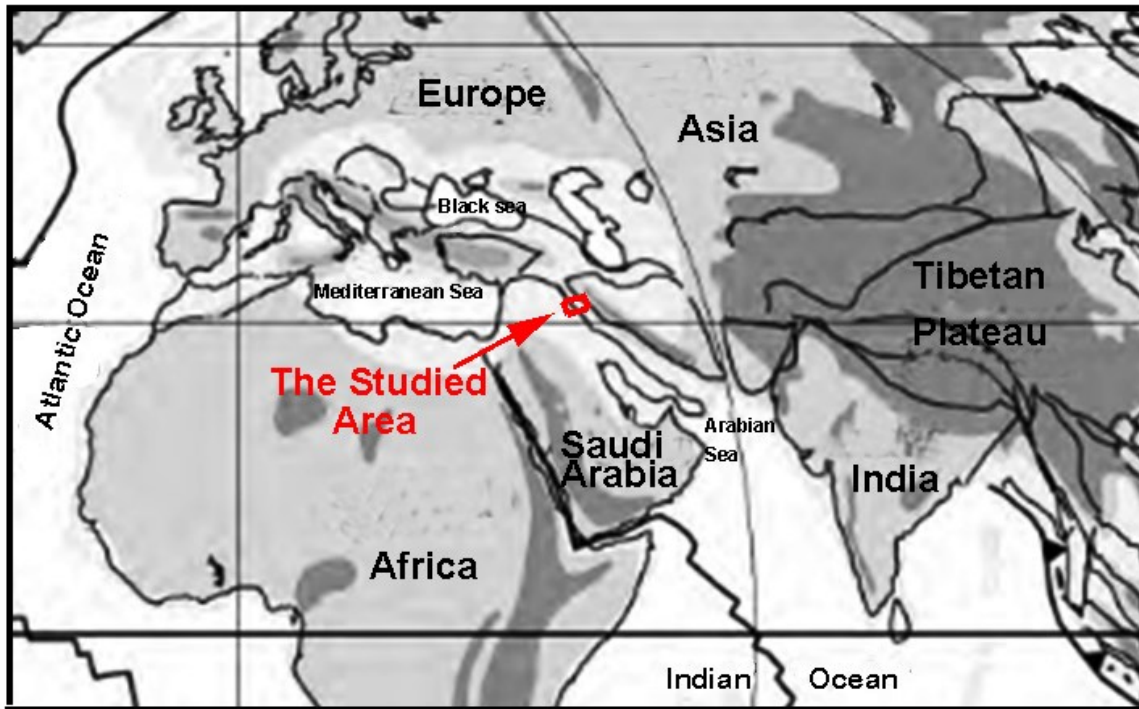 Europe
Asia
Black sea
Atlantic Ocean
Mediterranean Sea
Tibetan
Plateau
The Studied
Area
Arabian
Sea
Saudi
Arabia
India
Africa
Indian Ocean